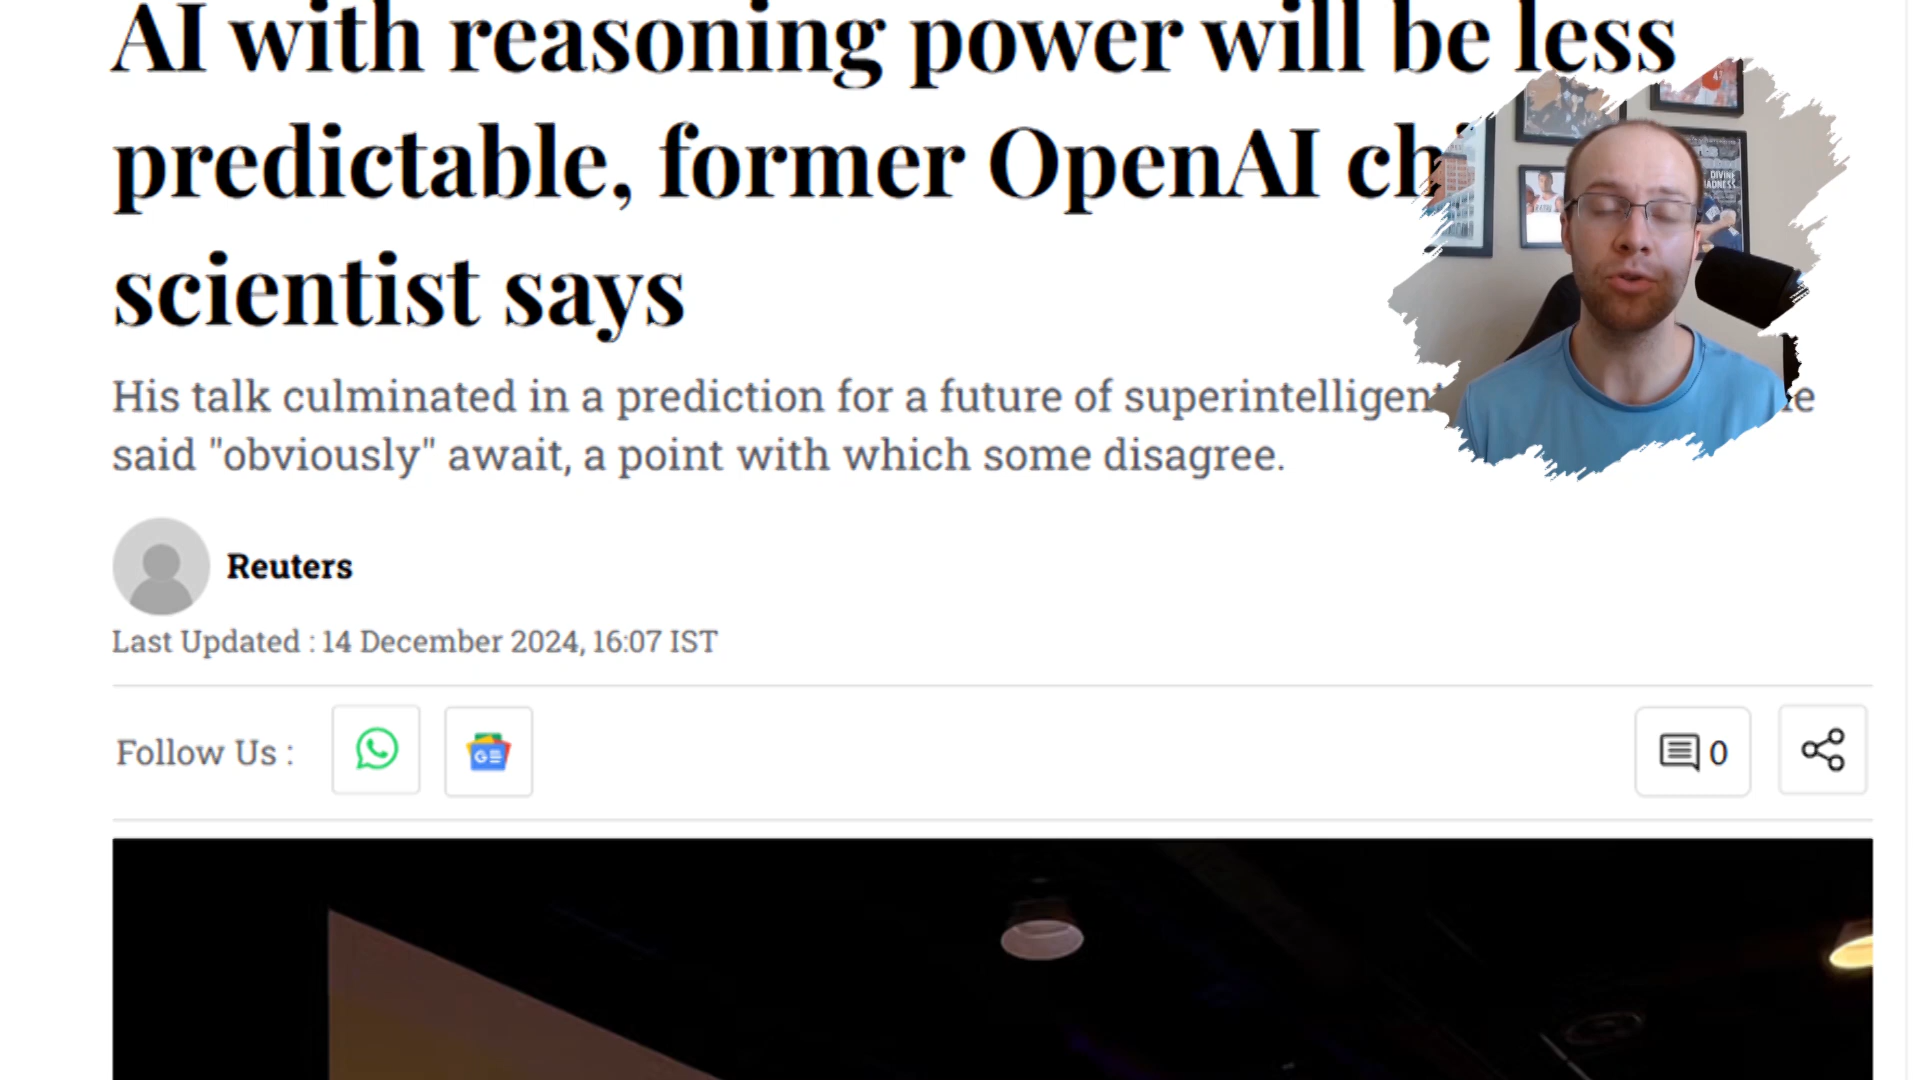 AI with reasoning power will be less
predictable, former OpenAI
scientist says
His talk culminated in a prediction for a future of
said "obviously" await, a point with which some disagree.
Reuters
Last Updated : 14 December 2024, 16:07 IST
Follow Us :
GE
0
DIVINE